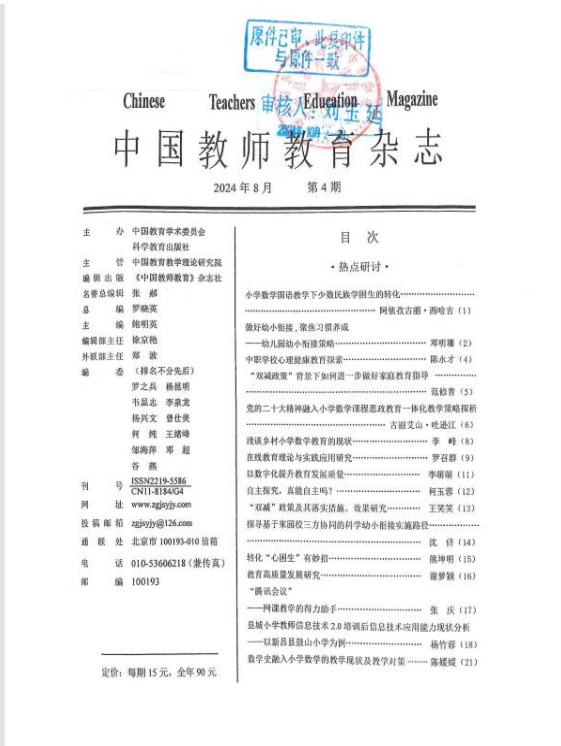 原件已审，此复印件
与原件一致
Chinese Teachers Education Magazine
审核人：刘玉
中国教师教育杂志
2024年8月 第4期
主 办 中国教育学术委员会
科学教育出版社
主 管 中国教育教学理论研究院
编辑出版 《中国教师教育》杂志社
名誉总编辑 张 郝
总 编 罗晓英
主 编 鲍明英
编辑部主任 徐京艳
外联部主任 郑 波
编 委 （排名不分先后）
罗之兵 杨昆明
韦显志 李泉龙
杨兴文 曾仕美
何 纯 王绪峰
邹海萍 邓 超
谷 燕
刊 号 ISSN2219-5586
CN11-8184/G4
网 址 www.zgjsyjy.com
投稿邮箱 zgjsyjy@126.com
通联处 北京市100193-010信箱
电 话 010-53606218（兼传真）
邮 编 100193
定价：每期15元，全年90元
目 次
·热点研讨·
小学数学国语教学下少数民族学困生的转化
阿依孜古丽·西哈吉（1）
做好幼小衔接，聚焦习惯养成
——幼儿园幼小衔接策略 邓明珊（2）
中职学校心理健康教育探索 陈永才（4）
“双减政策”背景下如何进一步做好家庭教育指导
范修青（5）
党的二十大精神融入小学数学课程思政教育一体化教学策略探析
古丽艾山·吐逊江（6）
浅谈乡村小学数学教育的现状 李 峰（8）
在线教育理论与实践应用研究 罗召群（9）
以数字化提升教育发展质量 李萌萌（11）
自主探究，真能自主吗？ 何玉蓉（12）
“双减”政策及其落实措施、效果研究 王笑笑（13）
探寻基于家园校三方协同的科学幼小衔接实施路径
沈 倩（14）
转化“心困生”有妙招 熊坤明（15）
教育高质量发展研究 谢梦颖（16）
“腾讯会议”
——网课教学的得力助手 张 庆（17）
县城小学教师信息技术2.0培训后信息技术应用能力现状分析
——以新昌县鼓山小学为例 杨竹蓉（18）
数学史融入小学数学的教学现状及教学对策 陈媛媛（21）